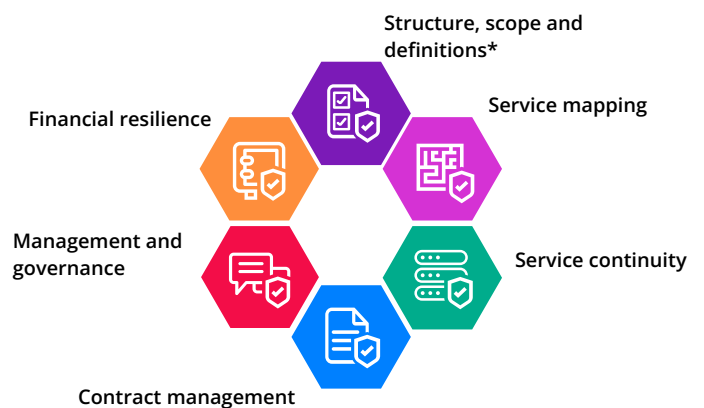 Structure, scope and
definitions*
Financial resilience
Service mapping
Management and
governance
Service continuity
Contract management